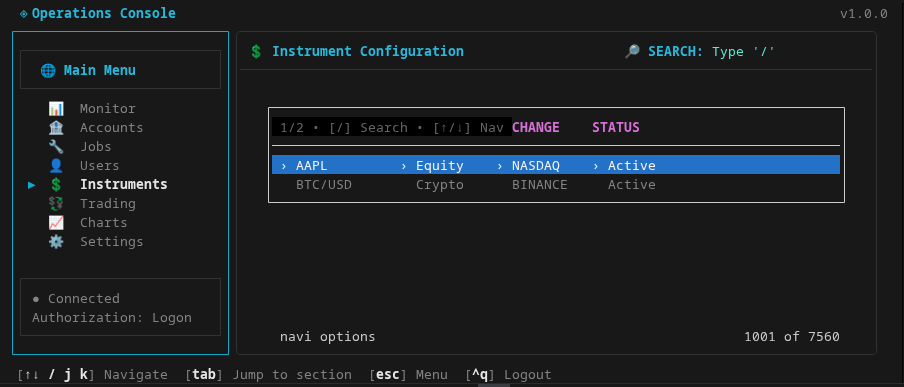 Operations Console v1.0.0
Instrument Configuration SEARCH: Type '/'
Main Menu
Monitor
Accounts
Jobs
Users
Instruments
Trading
Charts
Settings
1/2 • [/] Search • [↑/↓] Nav CHANGE STATUS
› AAPL › Equity › NASDAQ › Active
BTC/USD Crypto BINANCE Active
● Connected
Authorization: Logon
navi options 1001 of 7560
[↑↓ / j k] Navigate [tab] Jump to section [esc] Menu [^q] Logout